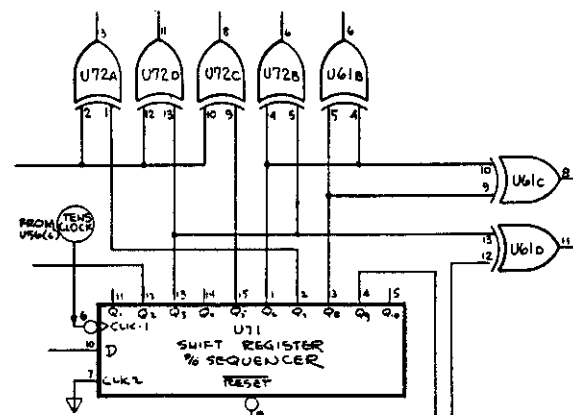 3 11 8 6 6
U72A U72D U72C U72B U61B
2 1 12 13 10 9 4 5 5 4
10
9
U61C
8
FROM
U56(6)
TENS
CLOCK
13
12
U61D
11
11 12 13 14 15 1 2 3 4 5
Q1 Q2 Q3 Q4 Q5 Q6 Q7 Q8 Q9 Q10
6
CLK 1
U71
10
D
SHIFT REGISTER
% SEQUENCER
7
CLK 2
RESET